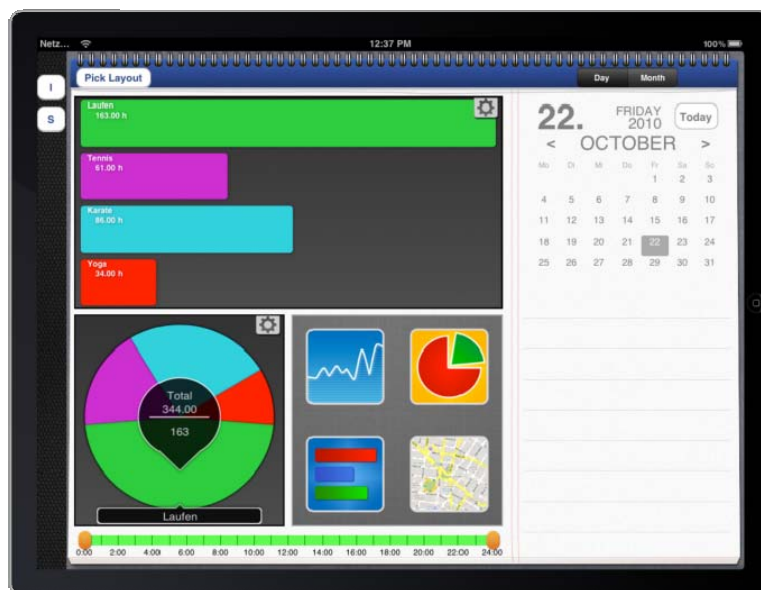 Netz... 12:37 PM 100%
Pick Layout Day Month
I
S
Laufen
163.00 h
Tennis
61.00 h
Karate
86.00 h
Yoga
34.00 h
22. FRIDAY 2010 Today
< OCTOBER >
Mo Di Mi Do Fr Sa So
1 2 3
4 5 6 7 8 9 10
11 12 13 14 15 16 17
18 19 20 21 22 23 24
25 26 27 28 29 30 31
Total
344.00
163
Laufen
0:00 2:00 4:00 6:00 8:00 10:00 12:00 14:00 16:00 18:00 20:00 22:00 24:00